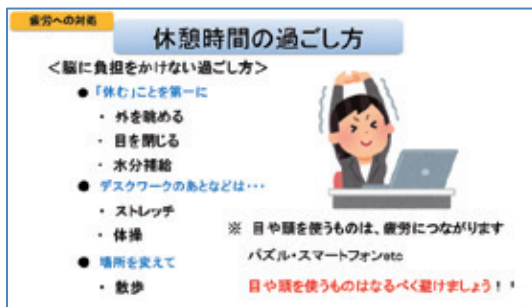 疲労への対処
休憩時間の過ごし方
＜脳に負担をかけない過ごし方＞
● 「休む」ことを第一に
・ 外を眺める
・ 目を閉じる
・ 水分補給
● デスクワークのあとなどは・・・
・ ストレッチ
・ 体操
● 場所を変えて
・ 散歩
※ 目や頭を使うものは、疲労につながります
パズル・スマートフォンetc
目や頭を使うものはなるべく避けましょう！！